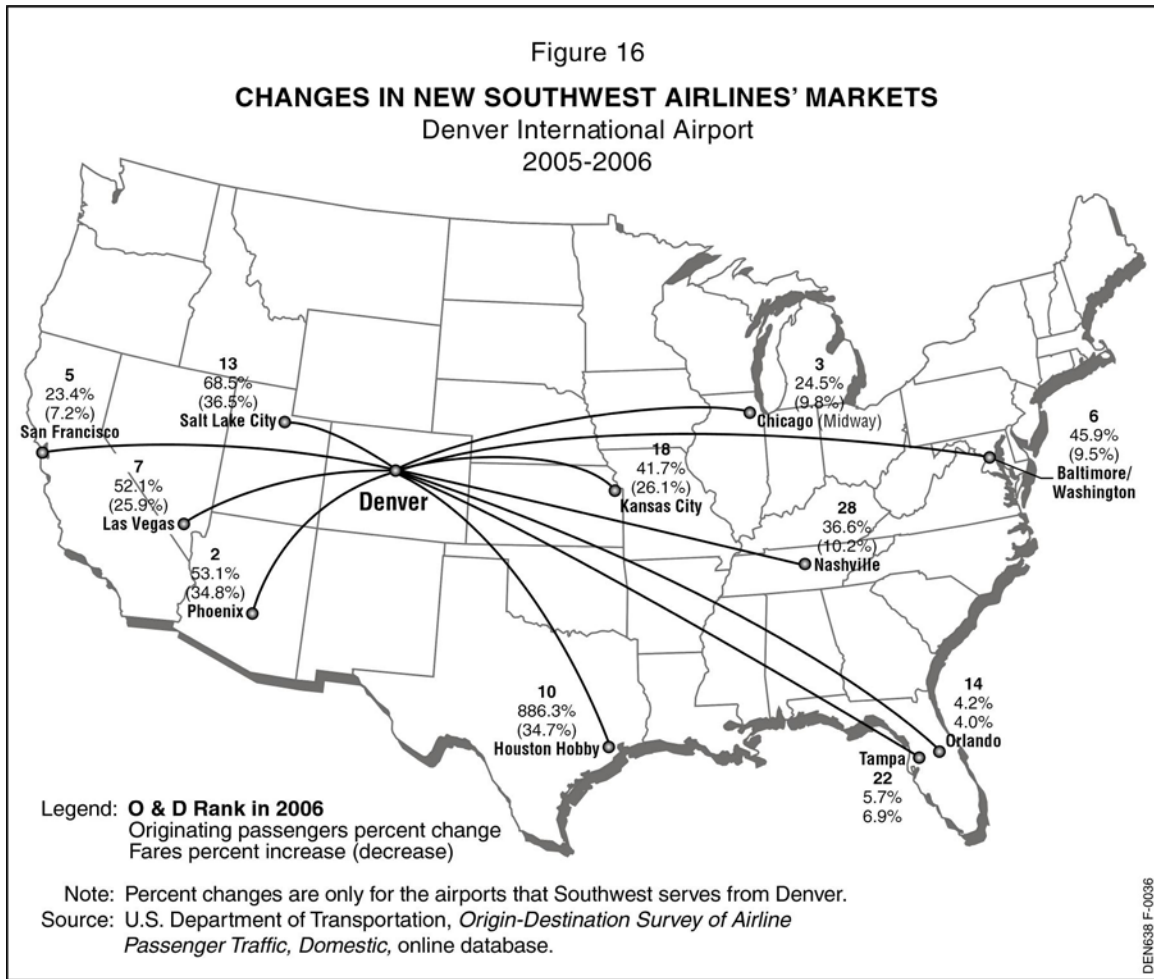 Figure 16
CHANGES IN NEW SOUTHWEST AIRLINES' MARKETS
Denver International Airport
2005-2006
5
23.4%
(7.2%)
San Francisco
13
68.5%
(36.5%)
Salt Lake City
3
24.5%
(9.8%)
Chicago (Midway)
6
45.9%
(9.5%)
Baltimore/
Washington
7
52.1%
(25.9%)
Las Vegas
Denver
18
41.7%
(26.1%)
Kansas City
28
36.6%
(10.2%)
Nashville
2
53.1%
(34.8%)
Phoenix
10
886.3%
(34.7%)
Houston Hobby
14
4.2%
4.0%
Orlando
Tampa
22
5.7%
6.9%
Legend: O & D Rank in 2006
Originating passengers percent change
Fares percent increase (decrease)
Note: Percent changes are only for the airports that Southwest serves from Denver.
Source: U.S. Department of Transportation, Origin-Destination Survey of Airline
Passenger Traffic, Domestic, online database.
DEN638 F-0036